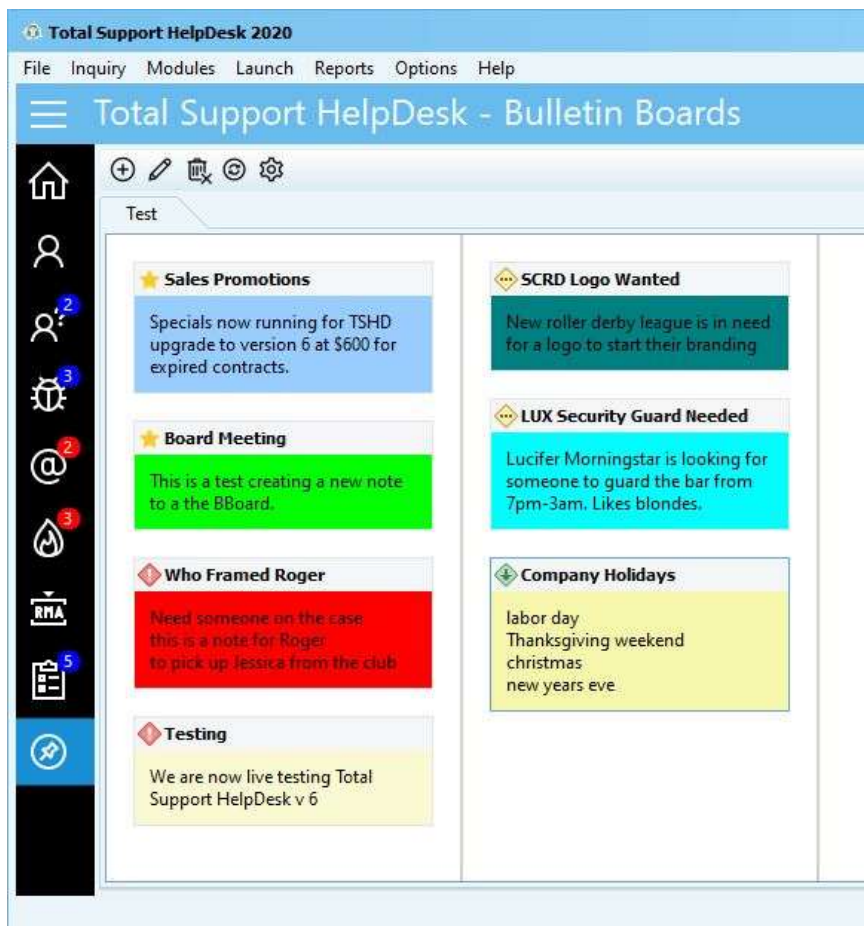 Total Support HelpDesk 2020
File Inquiry Modules Launch Reports Options Help
Total Support HelpDesk - Bulletin Boards
Test
2
3
@ 2
3
RMA
5
Sales Promotions
Specials now running for TSHD
upgrade to version 6 at $600 for
expired contracts.
Board Meeting
This is a test creating a new note
to a the BBoard.
Who Framed Roger
Need someone on the case
this is a note for Roger
to pick up Jessica from the club
Testing
We are now live testing Total
Support HelpDesk v 6
SCRD Logo Wanted
New roller derby league is in need
for a logo to start their branding
LUX Security Guard Needed
Lucifer Morningstar is looking for
someone to guard the bar from
7pm-3am. Likes blondes.
Company Holidays
labor day
Thanksgiving weekend
christmas
new years eve